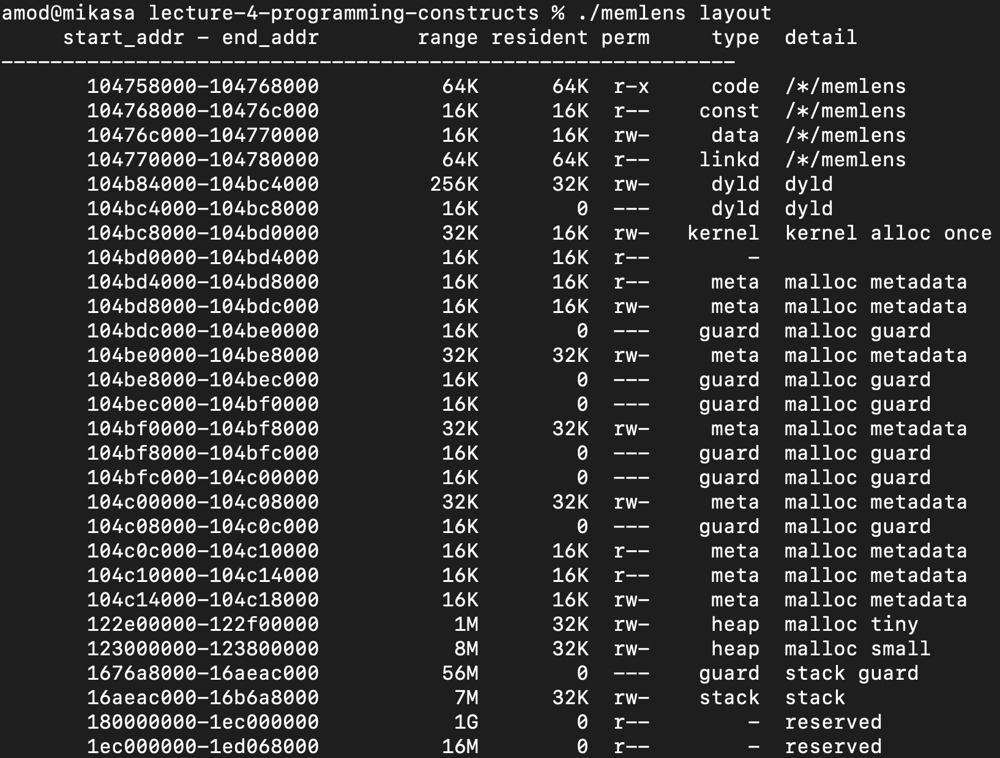 amod@mikasa lecture-4-programming-constructs % ./memlens layout
start_addr - end_addr range resident perm type detail
------------------------------------------------------------
104758000-104768000 64K 64K r-x code /*/memlens
104768000-10476c000 16K 16K r-- const /*/memlens
10476c000-104770000 16K 16K rw- data /*/memlens
104770000-104780000 64K 64K r-- linkd /*/memlens
104b84000-104bc4000 256K 32K rw- dyld dyld
104bc4000-104bc8000 16K 0 --- dyld dyld
104bc8000-104bd0000 32K 16K rw- kernel kernel alloc once
104bd0000-104bd4000 16K 16K r-- -
104bd4000-104bd8000 16K 16K r-- meta malloc metadata
104bd8000-104bdc000 16K 16K rw- meta malloc metadata
104bdc000-104be0000 16K 0 --- guard malloc guard
104be0000-104be8000 32K 32K rw- meta malloc metadata
104be8000-104bec000 16K 0 --- guard malloc guard
104bec000-104bf0000 16K 0 --- guard malloc guard
104bf0000-104bf8000 32K 32K rw- meta malloc metadata
104bf8000-104bfc000 16K 0 --- guard malloc guard
104bfc000-104c00000 16K 0 --- guard malloc guard
104c00000-104c08000 32K 32K rw- meta malloc metadata
104c08000-104c0c000 16K 0 --- guard malloc guard
104c0c000-104c10000 16K 16K r-- meta malloc metadata
104c10000-104c14000 16K 16K r-- meta malloc metadata
104c14000-104c18000 16K 16K rw- meta malloc metadata
122e00000-122f00000 1M 32K rw- heap malloc tiny
123000000-123800000 8M 32K rw- heap malloc small
1676a8000-16aeac000 56M 0 --- guard stack guard
16aeac000-16b6a8000 7M 32K rw- stack stack
180000000-1ec000000 1G 0 r-- - reserved
1ec000000-1ed068000 16M 0 r-- - reserved